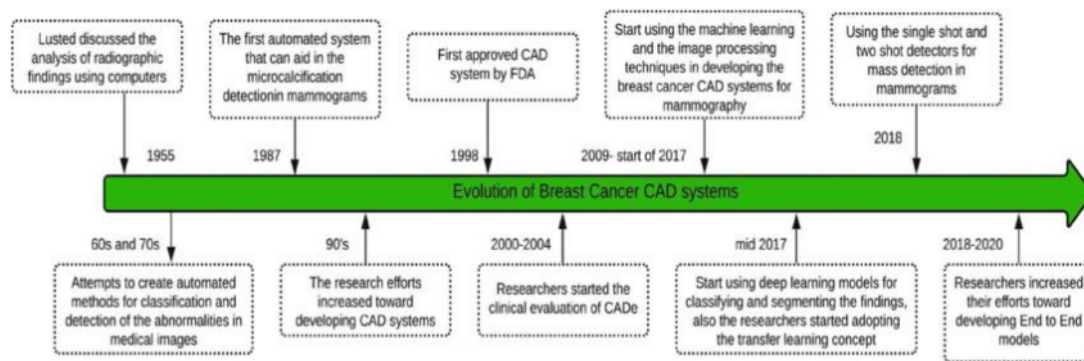 Lusted discussed the
analysis of radiographic
findings using computers
The first automated system
that can aid in the
microcalcification
detectionin mammograms
First approved CAD
system by FDA
Start using the machine learning
and the image processing
techniques in developing the
breast cancer CAD systems for
mammography
Using the single shot and
two shot detectors for
mass detection in
mammograms
1955
1987
1998
2009- start of 2017
2018
Evolution of Breast Cancer CAD systems
60s and 70s
90's
2000-2004
mid 2017
2018-2020
Attempts to create automated
methods for classification and
detection of the abnormalities in
medical images
The research efforts
increased toward
developing CAD systems
Researchers started the
clinical evaluation of CADe
Start using deep learning models for
classifying and segmenting the findings,
also the researchers started adopting
the transfer learning concept
Researchers increased
their efforts toward
developing End to End
models